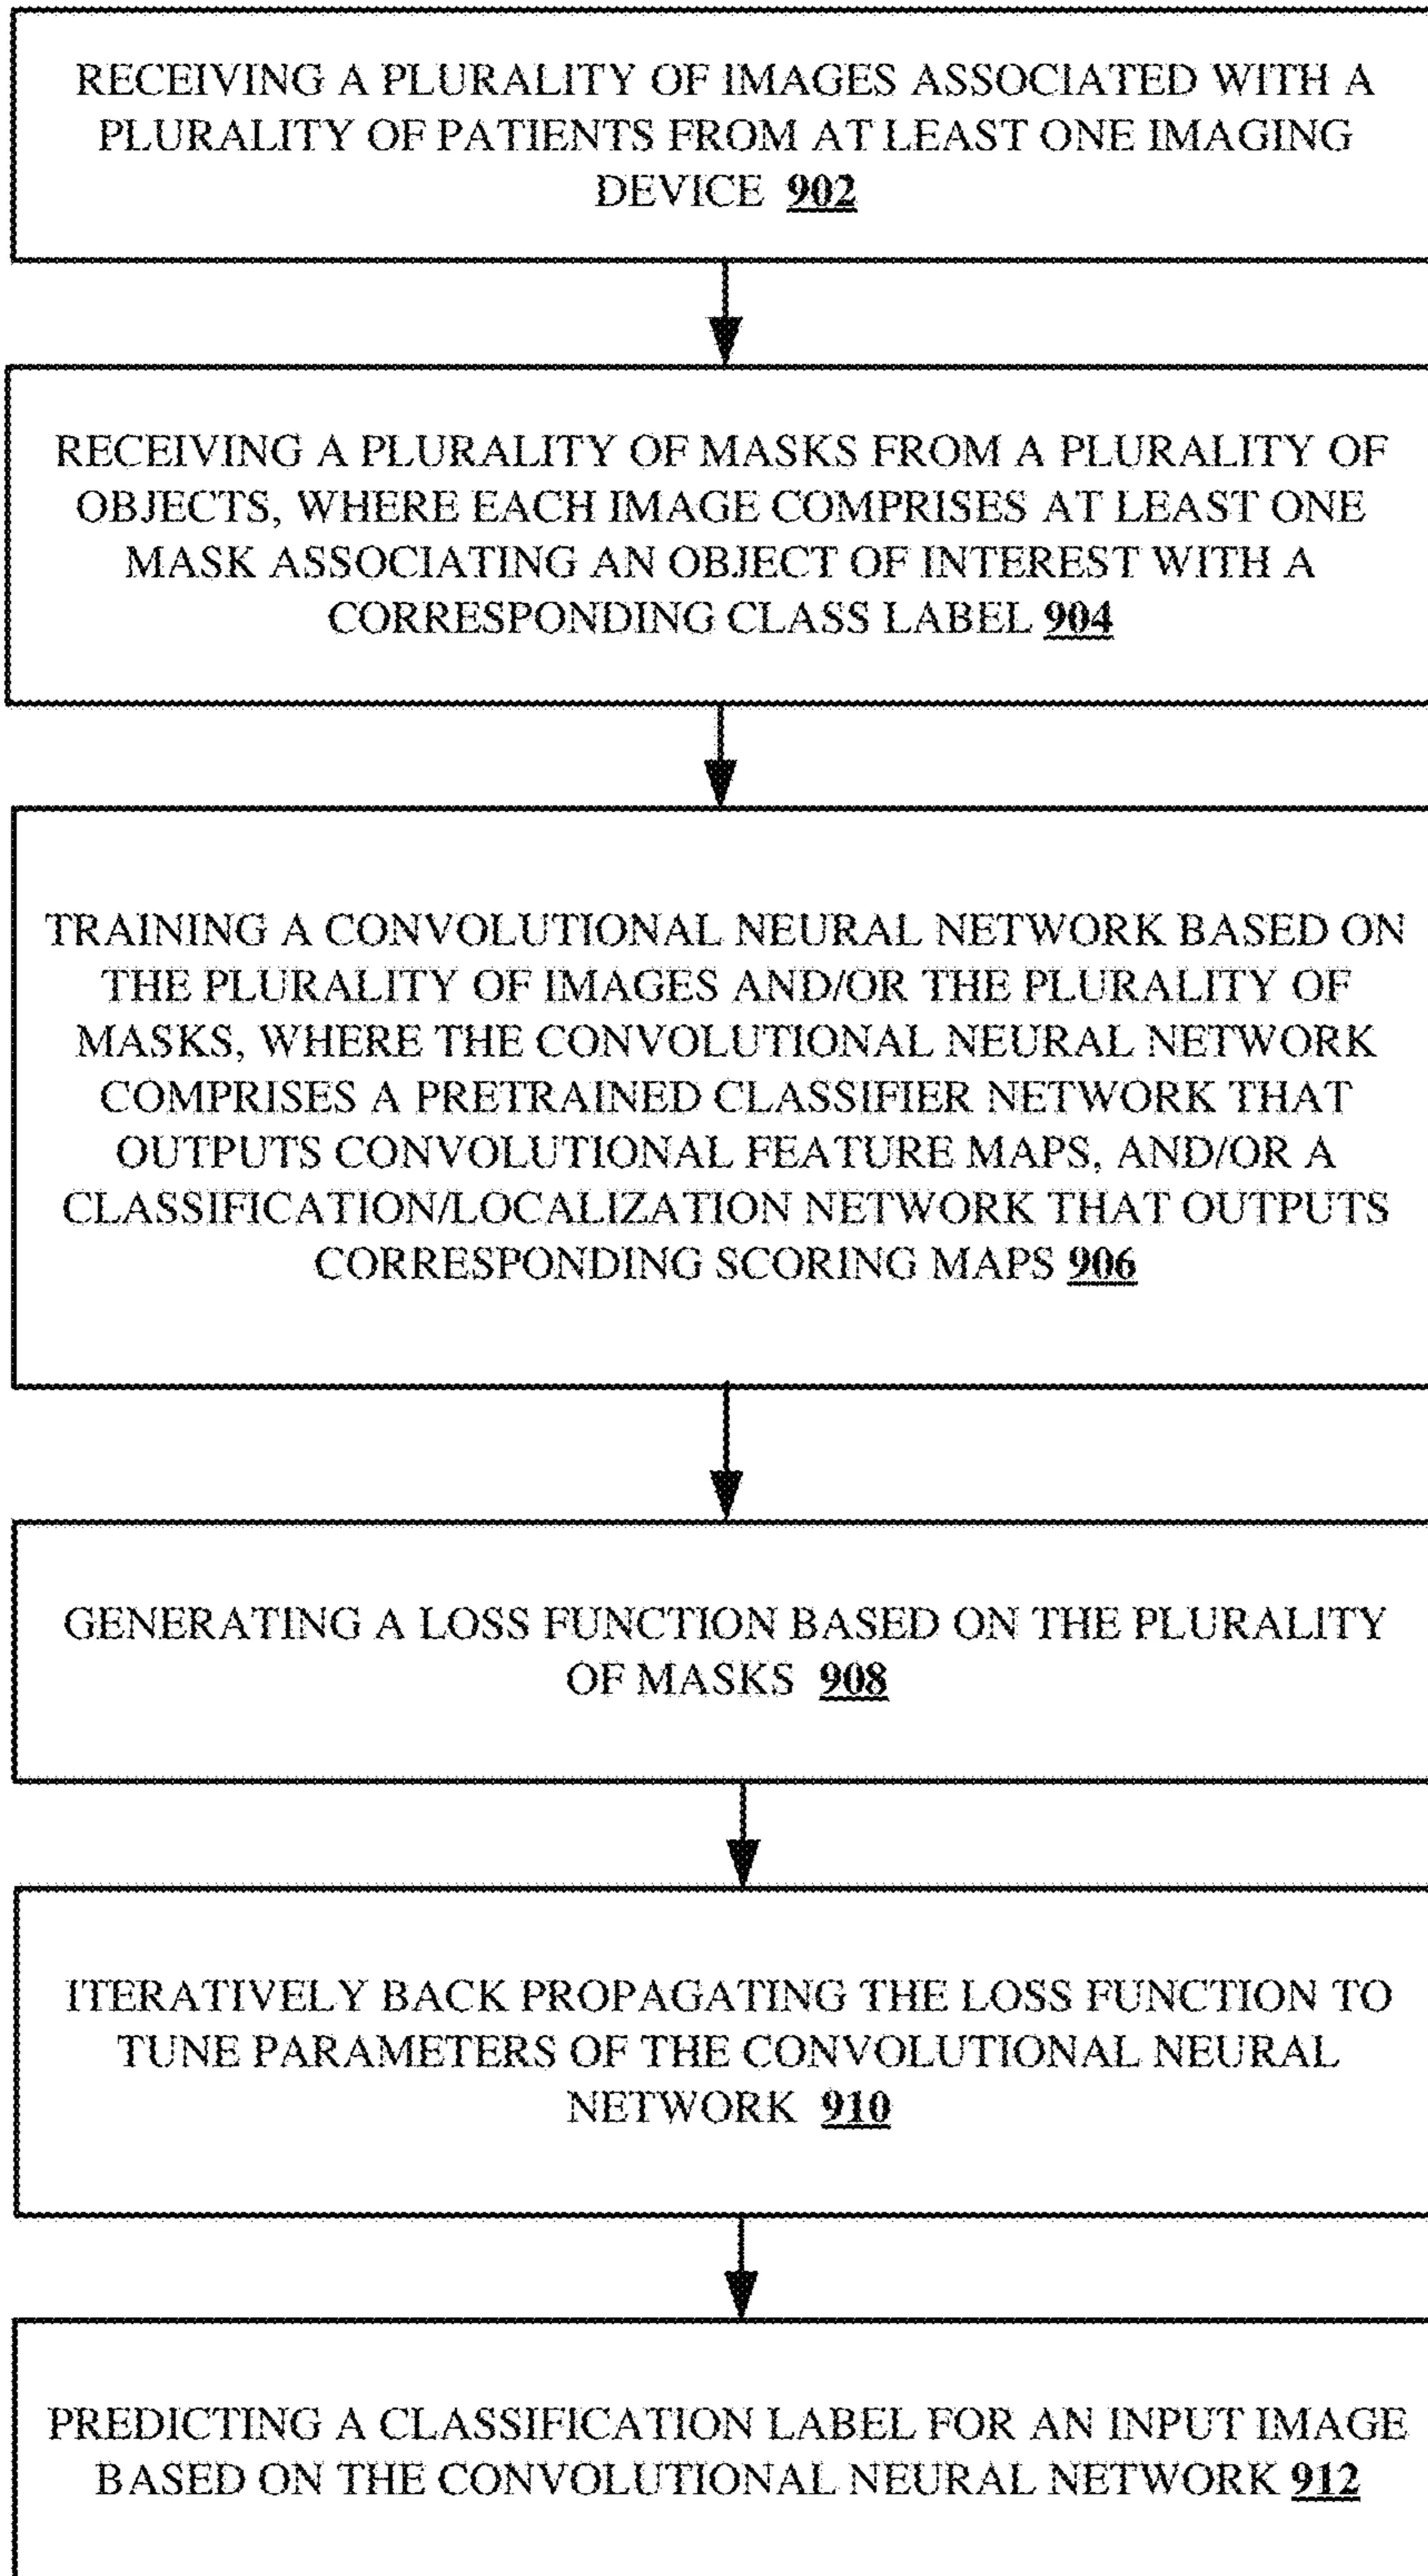 RECEIVING A PLURALITY OF IMAGES ASSOCIATED WITH A
PLURALITY OF PATIENTS FROM AT LEAST ONE IMAGING
DEVICE 902
RECEIVING A PLURALITY OF MASKS FROM A PLURALITY OF
OBJECTS, WHERE EACH IMAGE COMPRISES AT LEAST ONE
MASK ASSOCIATING AN OBJECT OF INTEREST WITH A
CORRESPONDING CLASS LABEL 904
TRAINING A CONVOLUTIONAL NEURAL NETWORK BASED ON
THE PLURALITY OF IMAGES AND/OR THE PLURALITY OF
MASKS, WHERE THE CONVOLUTIONAL NEURAL NETWORK
COMPRISES A PRETRAINED CLASSIFIER NETWORK THAT
OUTPUTS CONVOLUTIONAL FEATURE MAPS, AND/OR A
CLASSIFICATION/LOCALIZATION NETWORK THAT OUTPUTS
CORRESPONDING SCORING MAPS 906
GENERATING A LOSS FUNCTION BASED ON THE PLURALITY
OF MASKS 908
ITERATIVELY BACK PROPAGATING THE LOSS FUNCTION TO
TUNE PARAMETERS OF THE CONVOLUTIONAL NEURAL
NETWORK 910
PREDICTING A CLASSIFICATION LABEL FOR AN INPUT IMAGE
BASED ON THE CONVOLUTIONAL NEURAL NETWORK 912